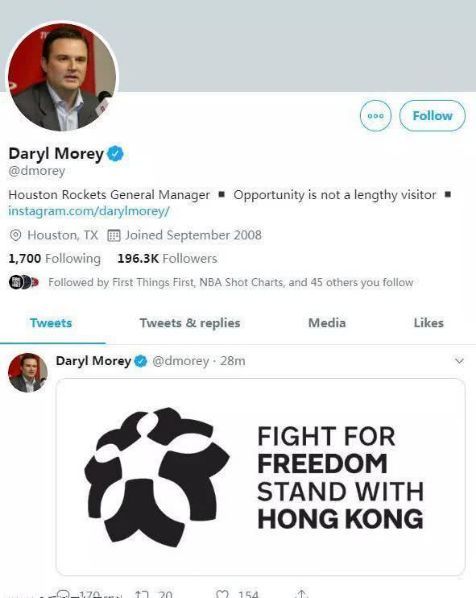 Follow
Daryl Morey
@dmorey
Houston Rockets General Manager ▪ Opportunity is not a lengthy visitor ▪
instagram.com/darylmorey/
Houston, TX Joined September 2008
1,700 Following 196.3K Followers
Followed by First Things First, NBA Shot Charts, and 45 others you follow
Tweets Tweets & replies Media Likes
Daryl Morey @dmorey · 28m
FIGHT FOR
FREEDOM
STAND WITH
HONG KONG
170 20 154